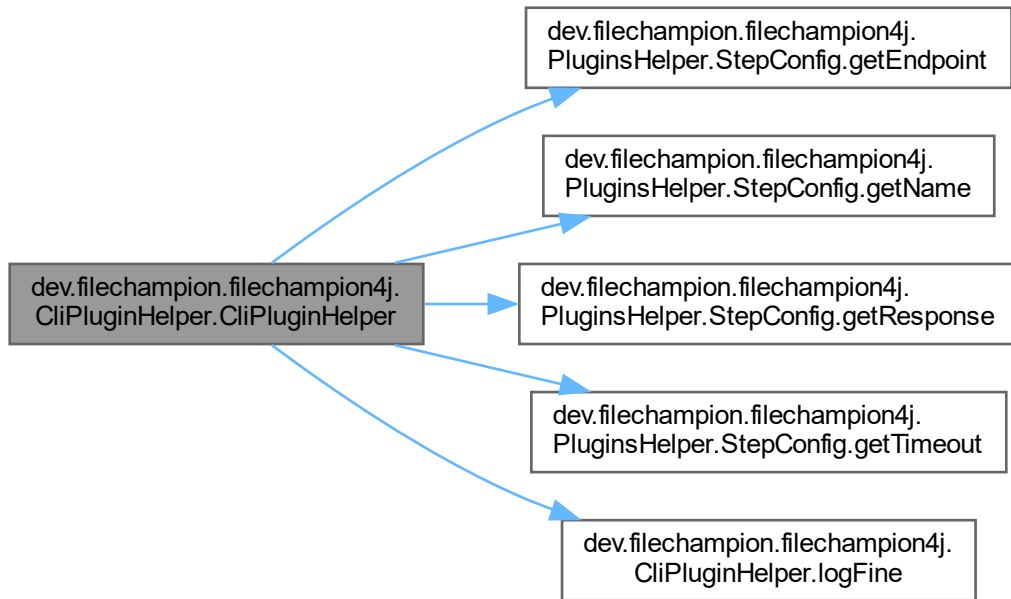 dev.filechampion.filechampion4j.
CliPluginHelper.CliPluginHelper
dev.filechampion.filechampion4j.
PluginsHelper.StepConfig.getEndpoint
dev.filechampion.filechampion4j.
PluginsHelper.StepConfig.getName
dev.filechampion.filechampion4j.
PluginsHelper.StepConfig.getResponse
dev.filechampion.filechampion4j.
PluginsHelper.StepConfig.getTimeout
dev.filechampion.filechampion4j.
CliPluginHelper.logFine